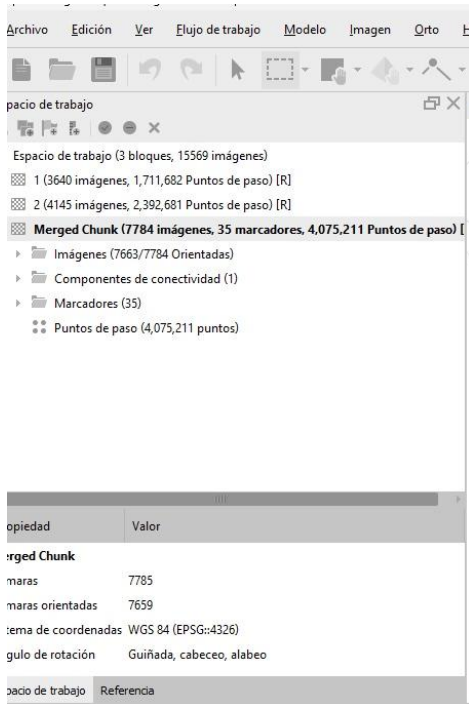 Archivo Edición Ver Flujo de trabajo Modelo Imagen Orto H
pacio de trabajo
Espacio de trabajo (3 bloques, 15569 imágenes)
1 (3640 imágenes, 1,711,682 Puntos de paso) [R]
2 (4145 imágenes, 2,392,681 Puntos de paso) [R]
Merged Chunk (7784 imágenes, 35 marcadores, 4,075,211 Puntos de paso) [
Imágenes (7663/7784 Orientadas)
Componentes de conectividad (1)
Marcadores (35)
Puntos de paso (4,075,211 puntos)
opiedad Valor
erged Chunk
maras 7785
maras orientadas 7659
tema de coordenadas WGS 84 (EPSG::4326)
gulo de rotación Guiñada, cabeceo, alabeo
pacio de trabajo Referencia